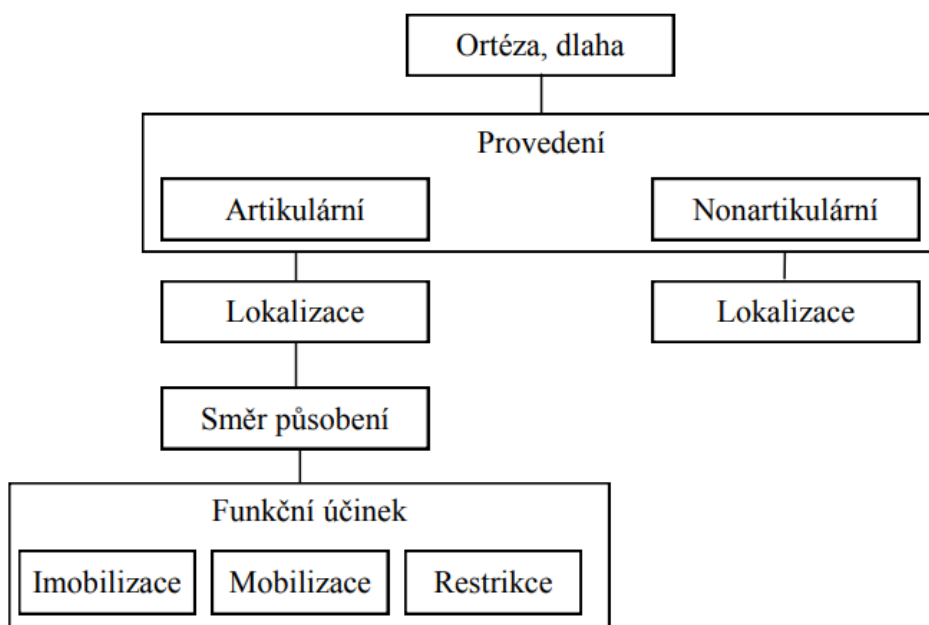 Ortéza, dlaha
Provedení
Artikulární
Nonartikulární
Lokalizace
Lokalizace
Směr působení
Funkční účinek
Imobilizace
Mobilizace
Restrikce